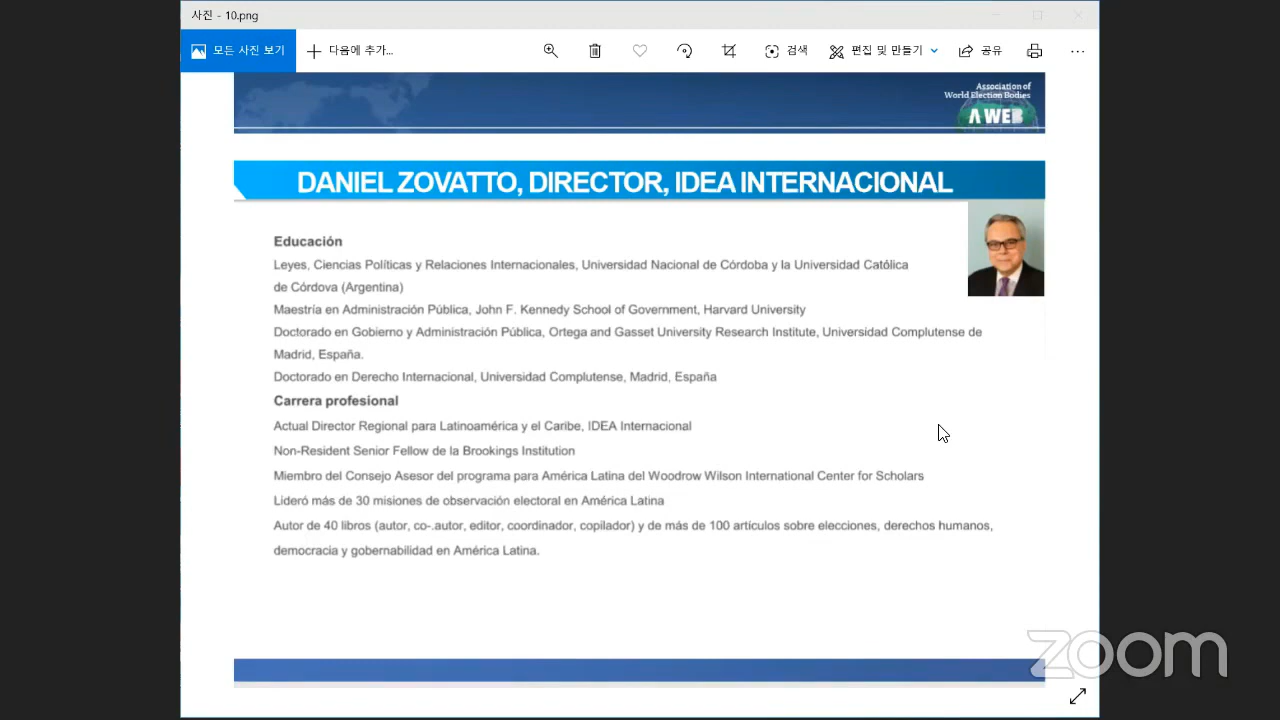 사진 - 10.png
모든 사진 보기
다음에 추가...
검색
편집 및 만들기
공유
Association of
World Election Bodies
A WEB
DANIEL ZOVATTO, DIRECTOR, IDEA INTERNACIONAL
Educación
Leyes, Ciencias Políticas y Relaciones Internacionales, Universidad Nacional de Córdoba y la Universidad Católica
de Córdova (Argentina)
Maestría en Administración Pública, John F. Kennedy School of Government, Harvard University
Doctorado en Gobierno y Administración Pública, Ortega and Gasset University Research Institute, Universidad Complutense de
Madrid, España.
Doctorado en Derecho Internacional, Universidad Complutense, Madrid, España
Carrera profesional
Actual Director Regional para Latinoamérica y el Caribe, IDEA Internacional
Non-Resident Senior Fellow de la Brookings Institution
Miembro del Consejo Asesor del programa para América Latina del Woodrow Wilson International Center for Scholars
Lideró más de 30 misiones de observación electoral en América Latina
Autor de 40 libros (autor, co-.autor, editor, coordinador, copilador) y de más de 100 artículos sobre elecciones, derechos humanos,
democracia y gobernabilidad en América Latina.
zoom